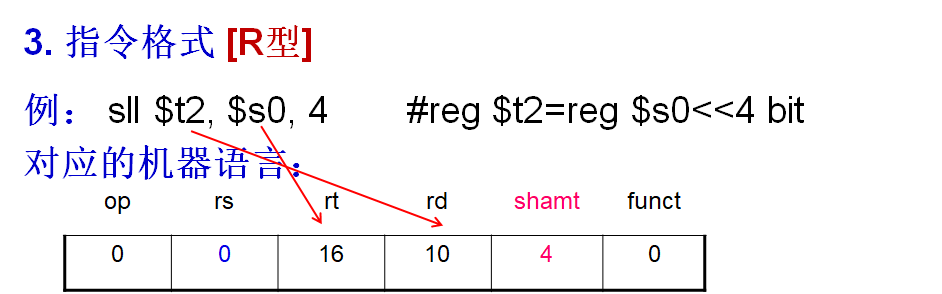 3. 指令格式 [R型]
例： sll $t2, $s0, 4 #reg $t2=reg $s0<<4 bit
对应的机器语言：
op rs rt rd shamt funct
0 0 16 10 4 0